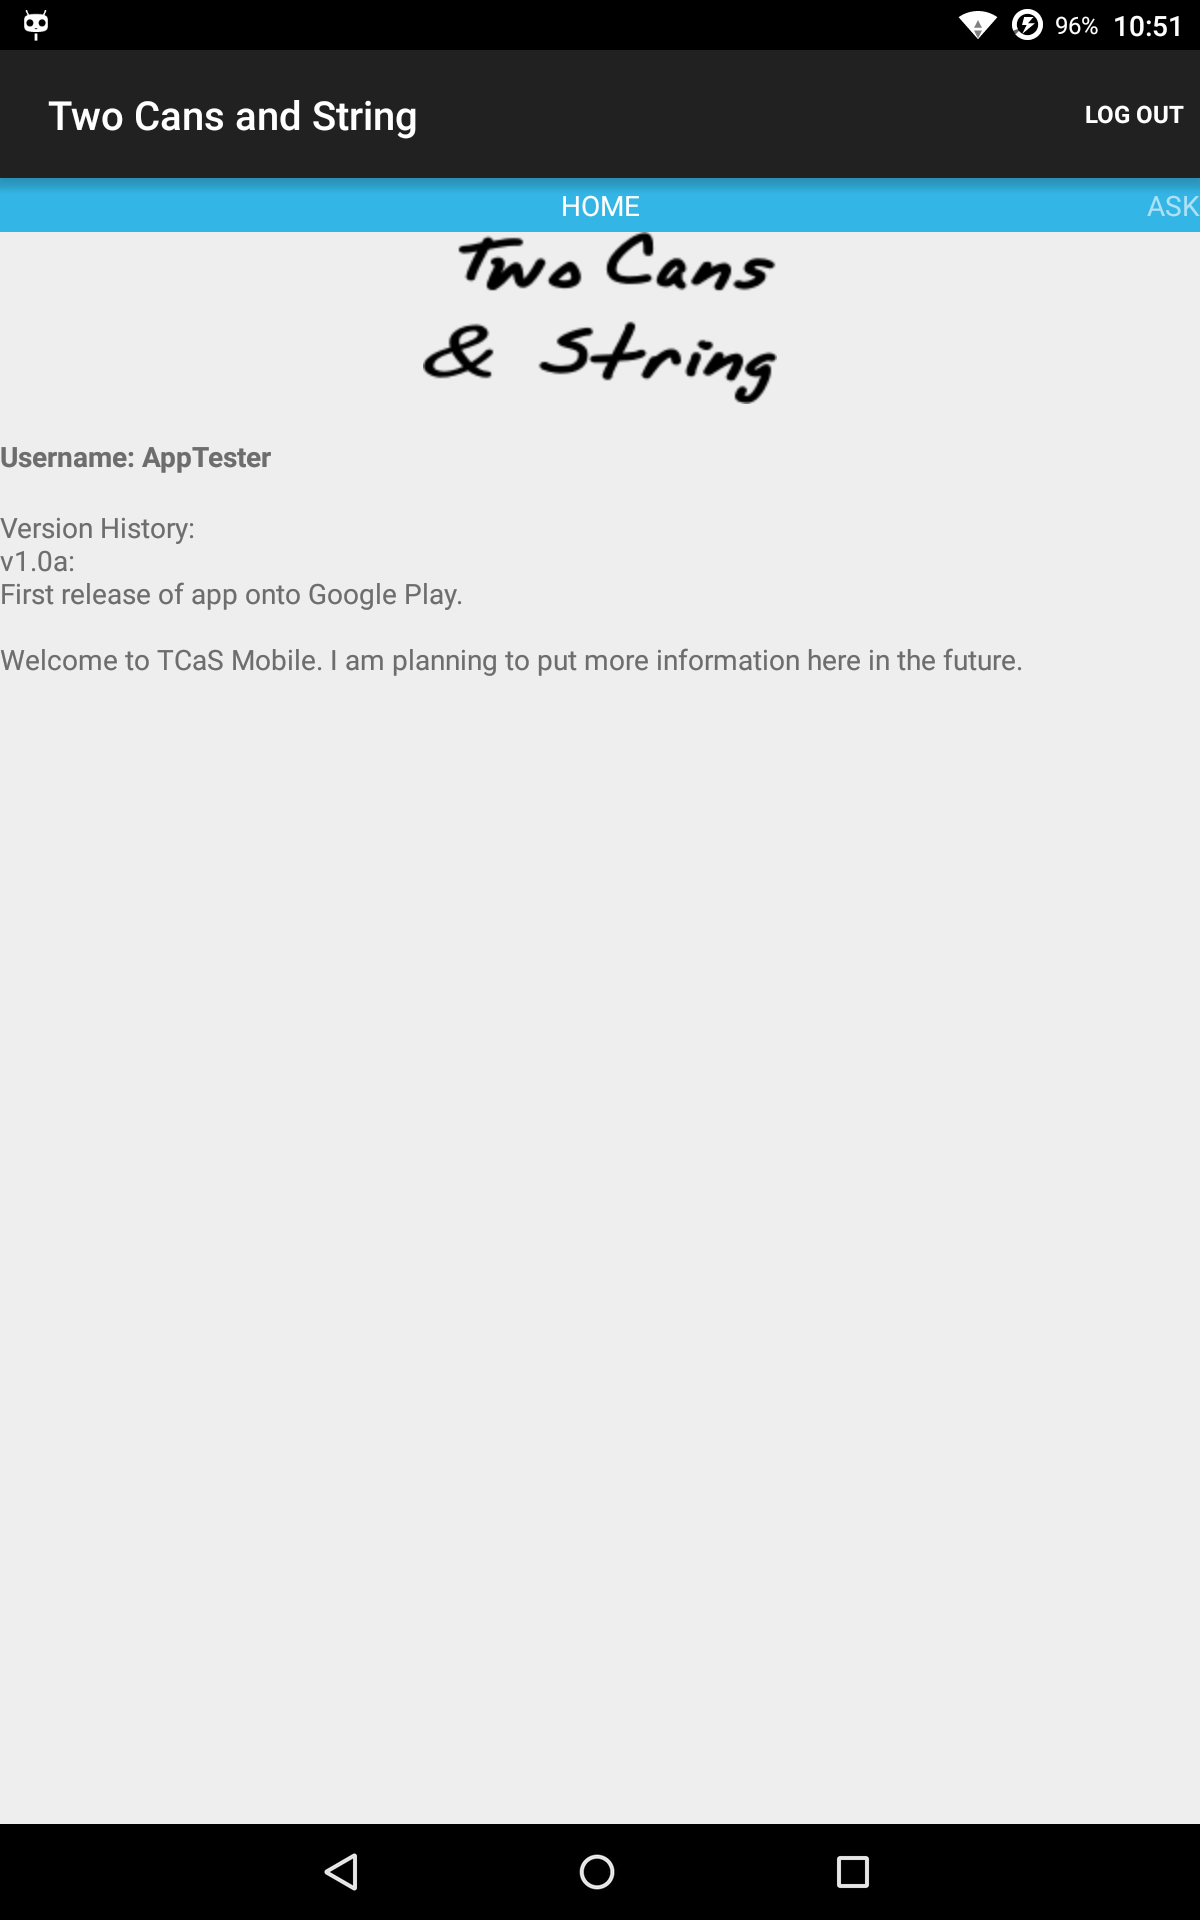 96% 10:51
Two Cans and String
LOG OUT
HOME
ASK
Two Cans
& String
Username: AppTester
Version History:
v1.0a:
First release of app onto Google Play.
Welcome to TCaS Mobile. I am planning to put more information here in the future.